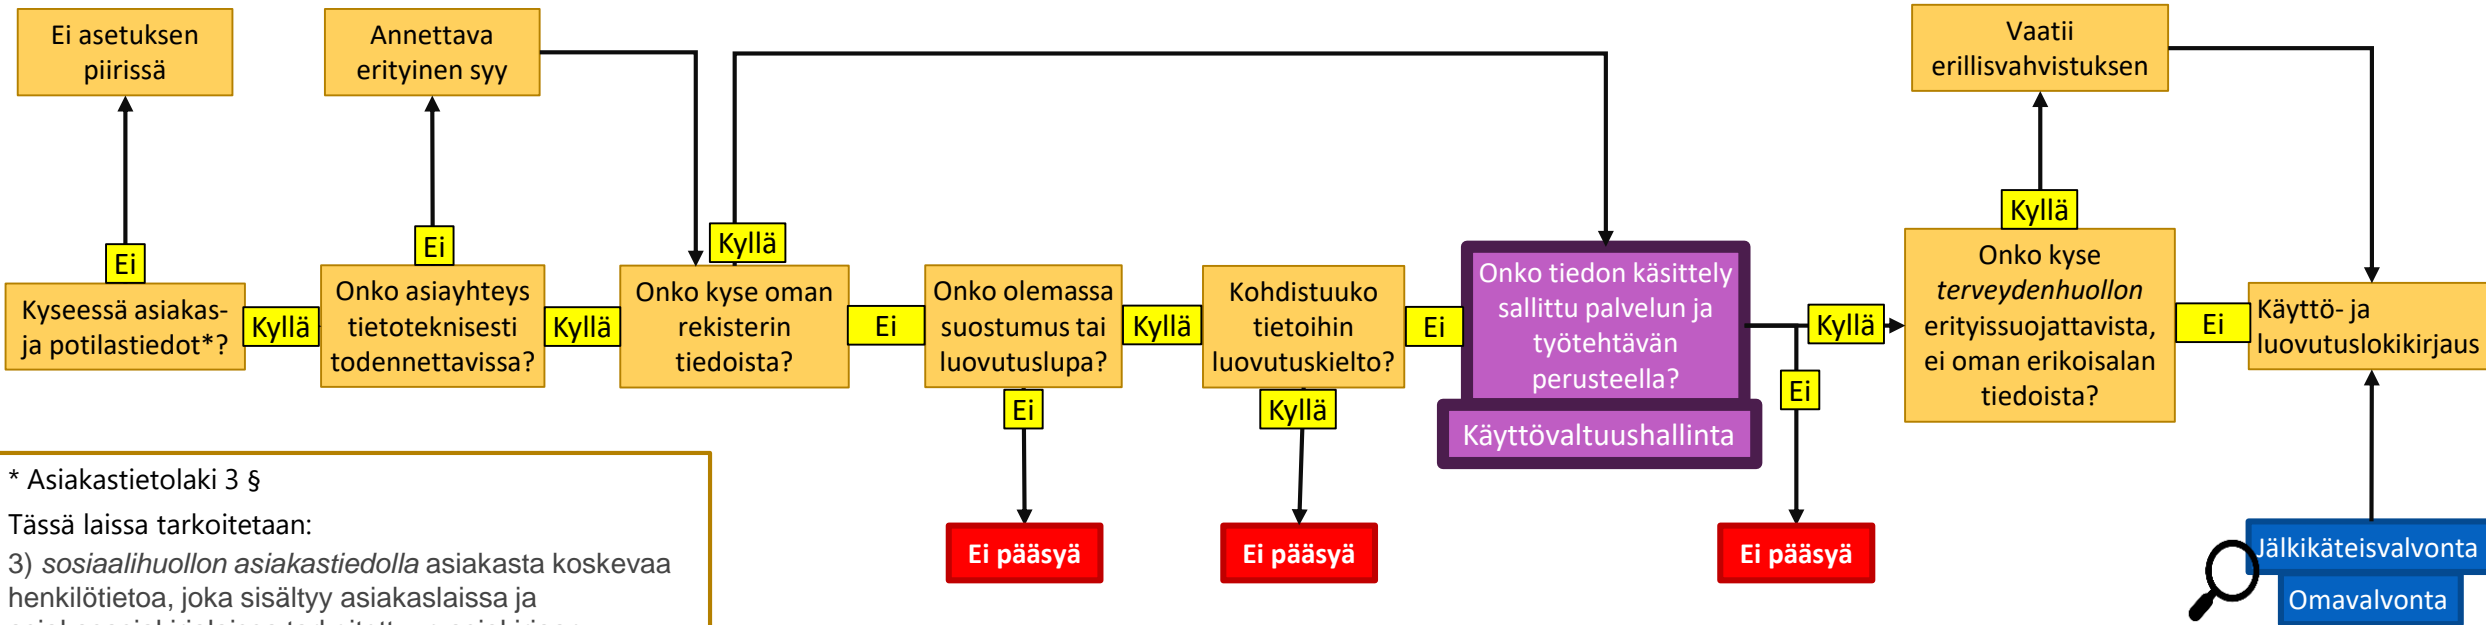 Ei asetuksen
piirissä
Annettava
erityinen syy
Vaatii
erillisvahvistuksen
Ei
Ei
Kyllä
Kyllä
Kyseessä asiakas-
ja potilastiedot*?
Kyllä
Onko asiayhteys
tietoteknisesti
todennettavissa?
Kyllä
Onko kyse oman
rekisterin
tiedoista?
Ei
Onko olemassa
suostumus tai
luovutuslupa?
Kyllä
Kohdistuuko
tietoihin
luovutuskielto?
Ei
Onko tiedon käsittely
sallittu palvelun ja
työtehtävän
perusteella?
Käyttövaltuushallinta
Kyllä
Onko kyse
terveydenhuollon
erityissuojattavista,
ei oman erikoisalan
tiedoista?
Ei
Käyttö- ja
luovutuslokikirjaus
Ei
Kyllä
Ei
Ei pääsyä
Ei pääsyä
Ei pääsyä
Jälkikäteisvalvonta
Omavalvonta
* Asiakastietolaki 3 §
Tässä laissa tarkoitetaan:
3) sosiaalihuollon asiakastiedolla asiakasta koskevaa
henkilötietoa, joka sisältyy asiakaslaissa ja